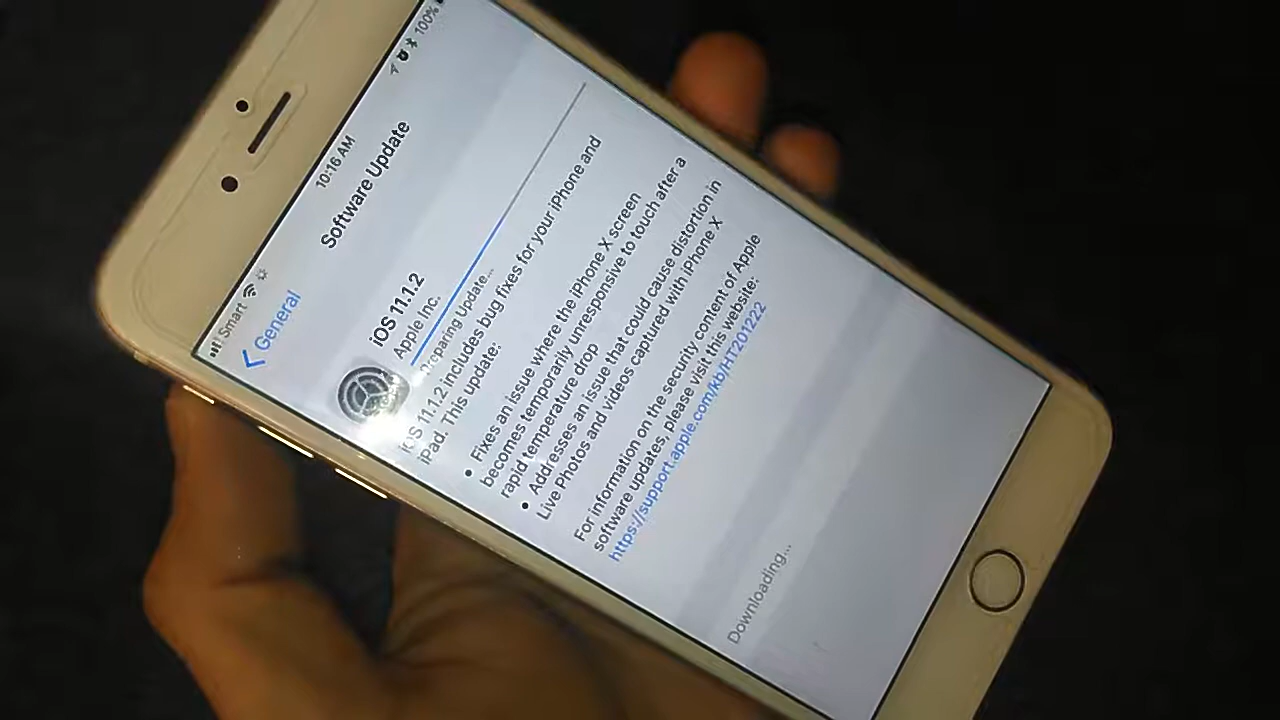 Smart 10:16 AM 100%
General Software Update
iOS 11.1.2
Apple Inc.
Preparing Update...
iOS 11.1.2 includes bug fixes for your iPhone and
iPad. This update:
• Fixes an issue where the iPhone X screen
becomes temporarily unresponsive to touch after a
rapid temperature drop
• Addresses an issue that could cause distortion in
Live Photos and videos captured with iPhone X
For information on the security content of Apple
software updates, please visit this website:
https://support.apple.com/kb/HT201222
Downloading...